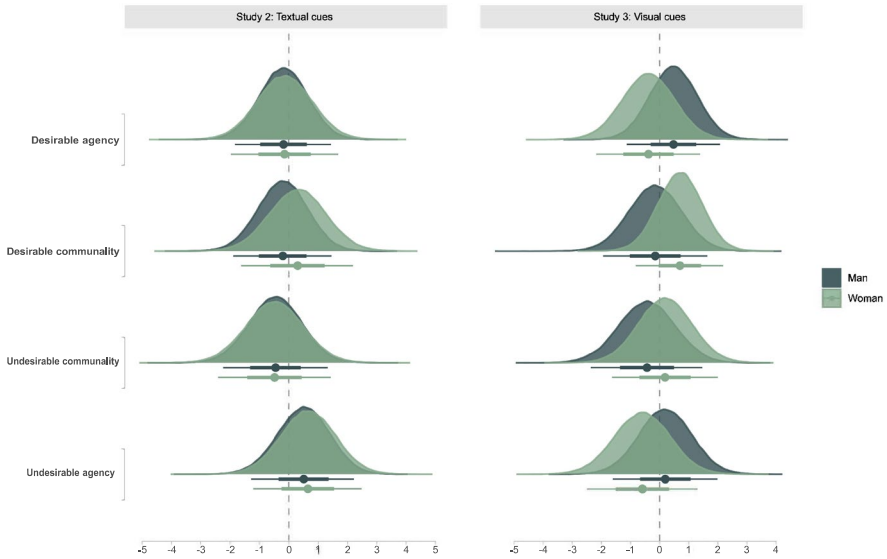 Study 2: Textual cues
Study 3: Visual cues
Desirable agency
Desirable communality
Undesirable communality
Undesirable agency
Man
Woman
-5 -4 -3 -2 -1 0 1 2 3 4 5
-5 -4 -3 -2 -1 0 1 2 3 4